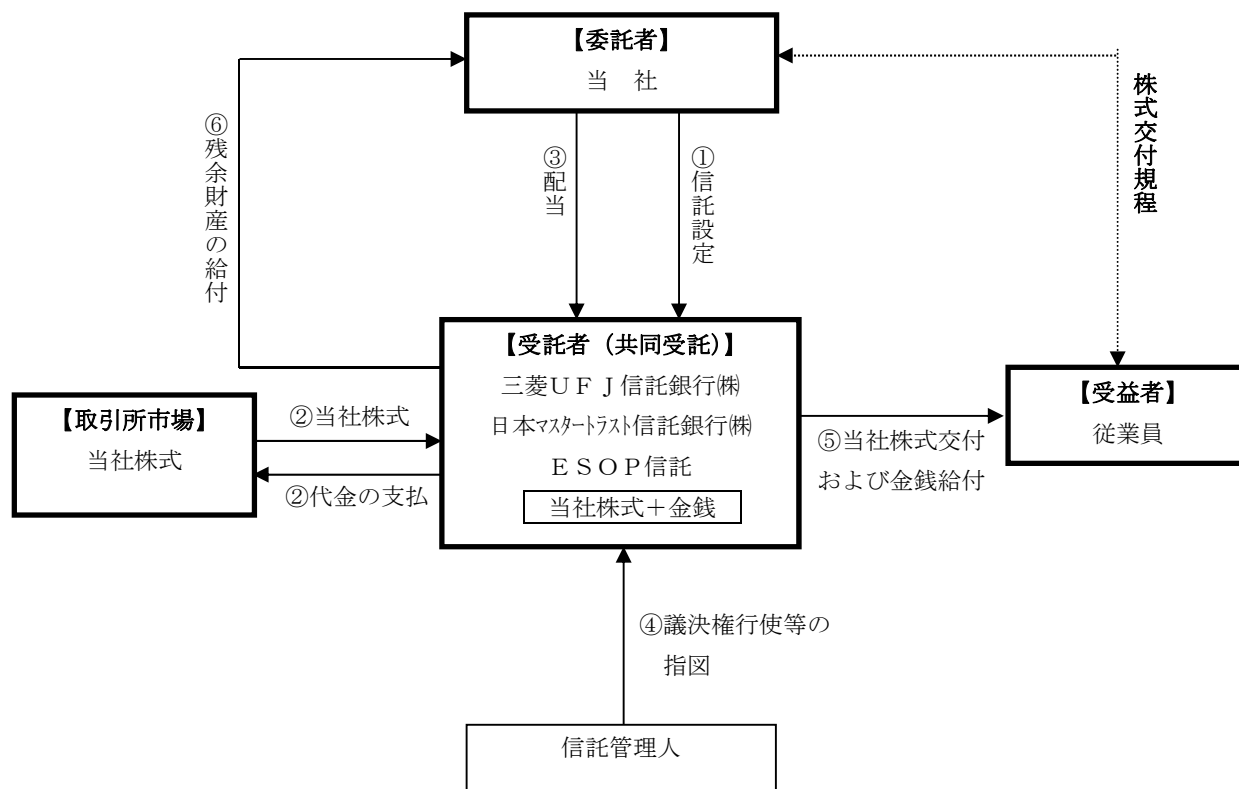 【委託者】
当　社
株式交付規程
⑥残余財産の給付
③配当
①信託設定
【受託者（共同受託）】
三菱ＵＦＪ信託銀行㈱
日本ﾏｽﾀｰﾄﾗｽﾄ信託銀行㈱
ＥＳＯＰ信託
当社株式＋金銭
【取引所市場】
当社株式
②当社株式
②代金の支払
【受益者】
従業員
⑤当社株式交付
および金銭給付
④議決権行使等の
指図
信託管理人